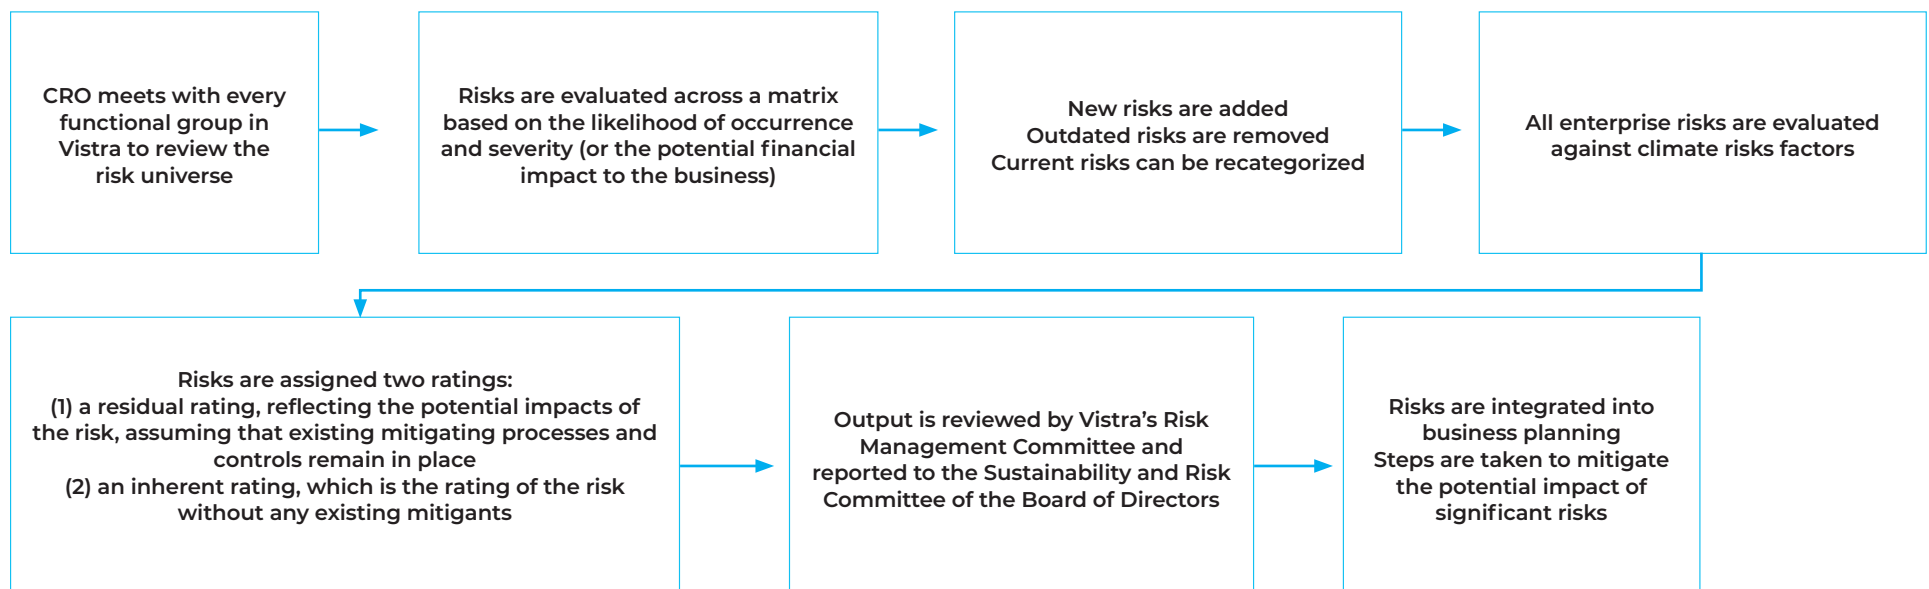 CRO meets with every
functional group in
Vistra to review the
risk universe
Risks are evaluated across a matrix
based on the likelihood of occurrence
and severity (or the potential financial
impact to the business)
New risks are added
Outdated risks are removed
Current risks can be recategorized
All enterprise risks are evaluated
against climate risks factors
Risks are assigned two ratings:
(1) a residual rating, reflecting the potential impacts of
the risk, assuming that existing mitigating processes and
controls remain in place
(2) an inherent rating, which is the rating of the risk
without any existing mitigants
Output is reviewed by Vistra’s Risk
Management Committee and
reported to the Sustainability and Risk
Committee of the Board of Directors
Risks are integrated into
business planning
Steps are taken to mitigate
the potential impact of
significant risks